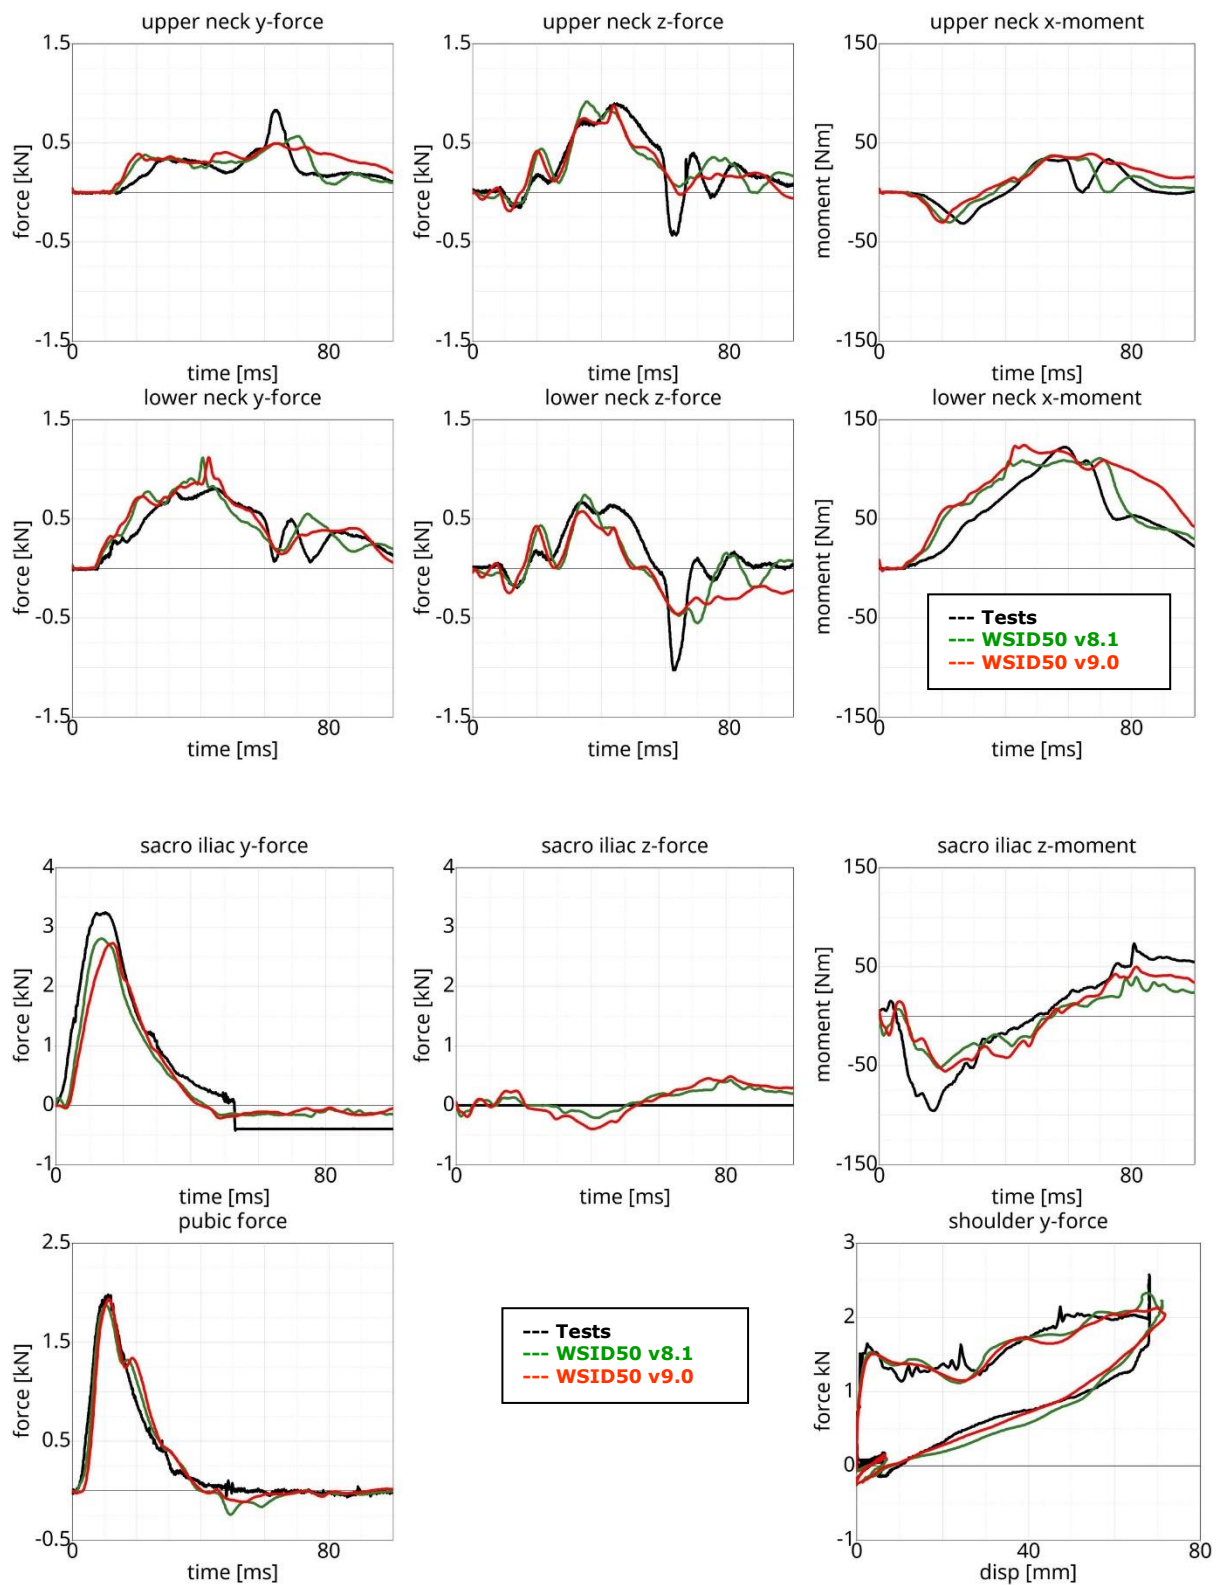 upper neck y-force
upper neck z-force
upper neck x-moment
1.5
0.5
-0.5
-1.5
0
80
force [kN]
time [ms]
1.5
0.5
-0.5
-1.5
0
80
force [kN]
time [ms]
150
50
-50
-150
0
80
moment [Nm]
time [ms]
lower neck y-force
lower neck z-force
lower neck x-moment
1.5
0.5
-0.5
-1.5
0
80
force [kN]
time [ms]
1.5
0.5
-0.5
-1.5
0
80
force [kN]
time [ms]
150
50
-50
-150
0
80
moment [Nm]
time [ms]
--- Tests
--- WSID50 v8.1
--- WSID50 v9.0
sacro iliac y-force
sacro iliac z-force
sacro iliac z-moment
4
3
2
1
0
-1
0
80
force [kN]
time [ms]
4
3
2
1
0
-1
0
80
force [kN]
time [ms]
150
50
-50
-150
0
80
moment [Nm]
time [ms]
pubic force
shoulder y-force
2.5
1.5
0.5
-0.5
0
80
force [kN]
time [ms]
--- Tests
--- WSID50 v8.1
--- WSID50 v9.0
3
2
1
0
-1
0
40
80
force kN
disp [mm]